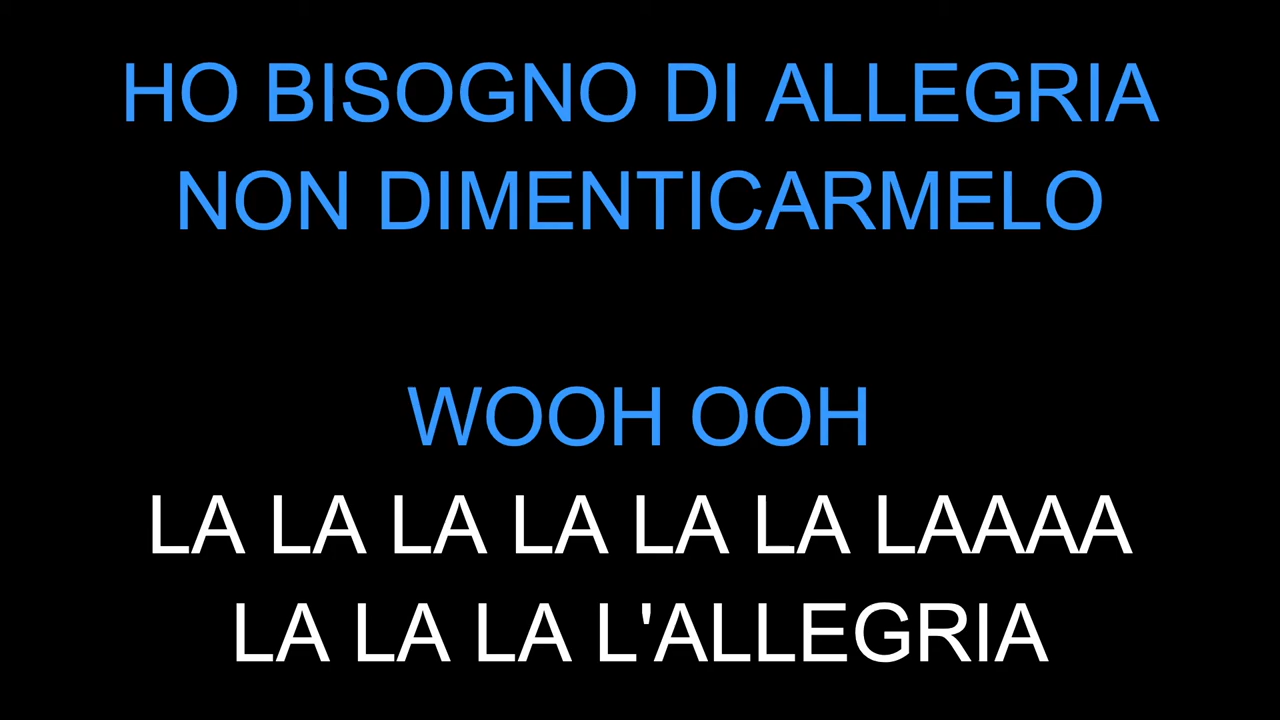 HO BISOGNO DI ALLEGRIA
NON DIMENTICARMELO
WOOH OOH
LA LA LA LA LA LA LAAAA
LA LA LA L'ALLEGRIA